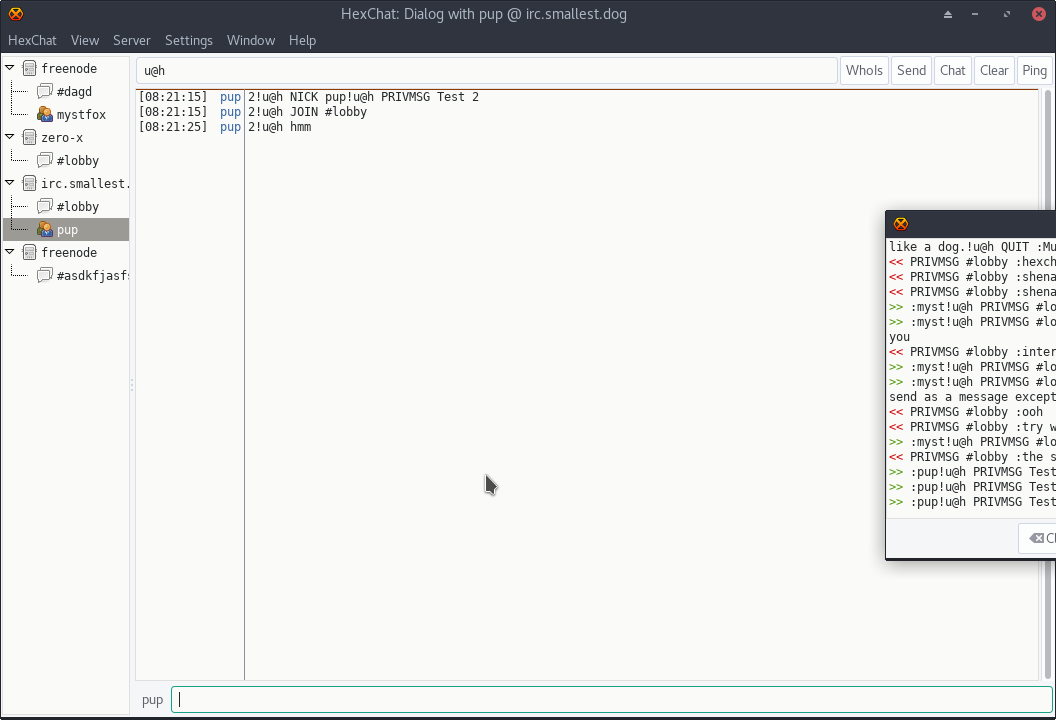 HexChat: Dialog with pup @ irc.smallest.dog
HexChat View Server Settings Window Help
freenode
#dagd
mystfox
zero-x
#lobby
irc.smallest.
#lobby
pup
freenode
#asdkfjasfs
u@h
WhoIs Send Chat Clear Ping
[08:21:15] pup 2!u@h NICK pup!u@h PRIVMSG Test 2
[08:21:15] pup 2!u@h JOIN #lobby
[08:21:25] pup 2!u@h hmm
like a dog.!u@h QUIT :Mu
<< PRIVMSG #lobby :hexch
<< PRIVMSG #lobby :shena
<< PRIVMSG #lobby :shena
>> :myst!u@h PRIVMSG #lo
>> :myst!u@h PRIVMSG #lo
you
<< PRIVMSG #lobby :inter
>> :myst!u@h PRIVMSG #lo
>> :myst!u@h PRIVMSG #lo
send as a message except
<< PRIVMSG #lobby :ooh
<< PRIVMSG #lobby :try w
>> :myst!u@h PRIVMSG #lo
<< PRIVMSG #lobby :the s
>> :pup!u@h PRIVMSG Test
>> :pup!u@h PRIVMSG Test
>> :pup!u@h PRIVMSG Test
Cl
pup